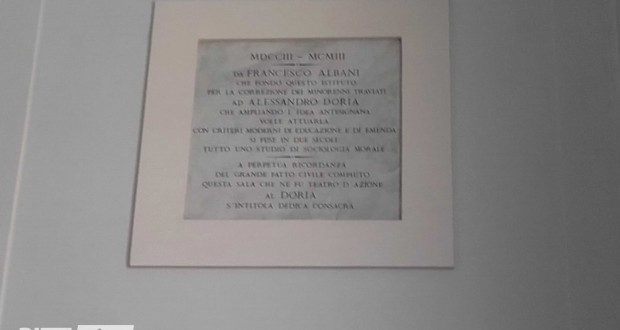 MDCCIII – MCMIII
DA FRANCESCO ALBANI
CHE FONDÒ QUESTO ISTITUTO
PER LA CORREZIONE DEI MINORENNI TRAVIATI
AD ALESSANDRO DORIA
CHE AMPLIANDO L IDEA ANTESIGNANA
VOLLE ATTUARLA
CON CRITERI MODERNI DI EDUCAZIONE E DI EMENDA
SI FUSE IN DUE SECOLI
TUTTO UNO STUDIO DI SOCIOLOGIA MORALE
A PERPETUA RICORDANZA
DEL GRANDE FATTO CIVILE COMPIUTO
QUESTA SALA CHE NE FU TEATRO D AZIONE
AL DORIA
S'INTITOLA DEDICA CONSACRA